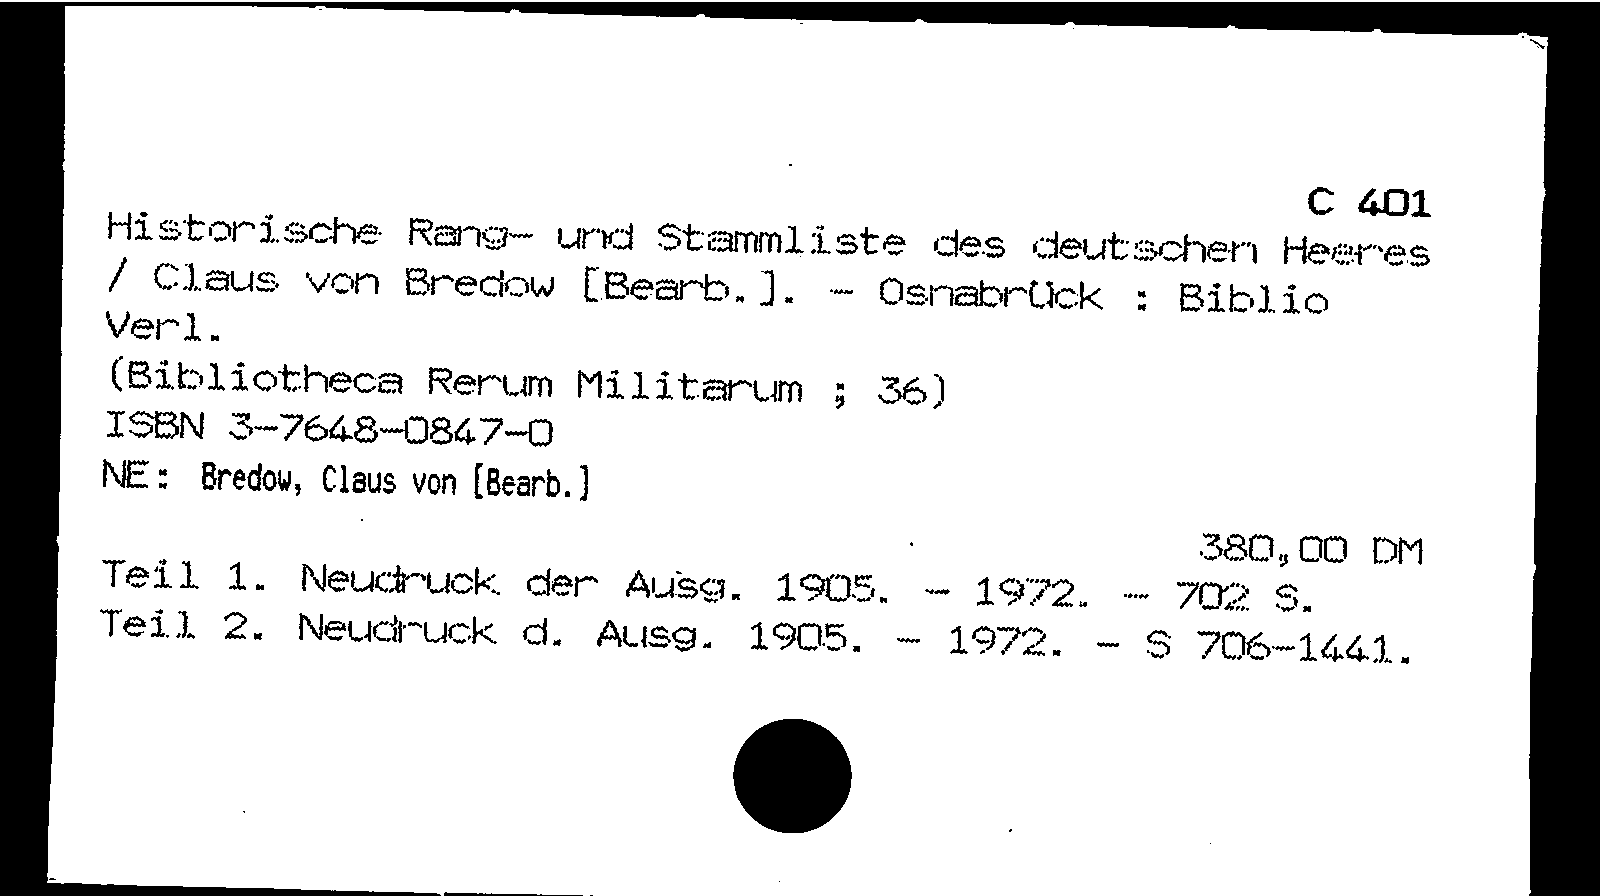 C 401
Historische Rang- und Stammliste des deutschen Heeres
/ Claus von Bredow [Bearb.]. - Osnabrück : Biblio
Verl.
(Bibliotheca Rerum Militarum ; 36)
ISBN 3-7648-0847-0
NE: Bredow, Claus von [Bearb.]
380,00 DM
Teil 1. Neudruck der Ausg. 1905. - 1972. - 702 S.
Teil 2. Neudruck d. Ausg. 1905. - 1972. - S 706-1441.